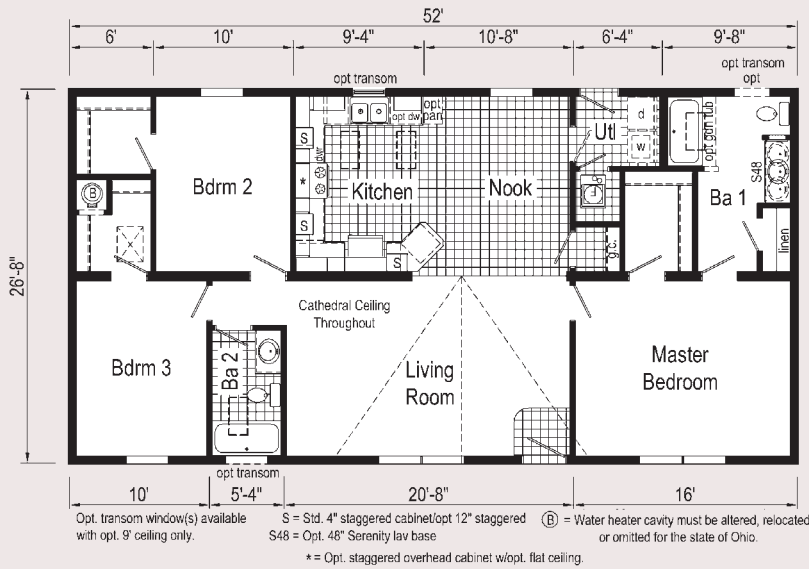 52'
6'
10'
9'-4"
10'-8"
6'-4"
9'-8"
opt transom
opt transom
opt
26'-8"
opt dw
opt
pan
S
dwr
*
S
S
Utl
d
w
F
opt gdn tub
S48
B
x
Bdrm 2
Kitchen
Nook
Ba 1
linen
g.c.
Cathedral Ceiling
Throughout
Bdrm 3
Ba 2
Living
Room
Master
Bedroom
opt transom
10'
5'-4"
20'-8"
16'
Opt. transom window(s) available
with opt. 9' ceiling only.
S = Std. 4" staggered cabinet/opt 12" staggered
S48 = Opt. 48" Serenity lav base
* = Opt. staggered overhead cabinet w/opt. flat ceiling.
B = Water heater cavity must be altered, relocated
or omitted for the state of Ohio.